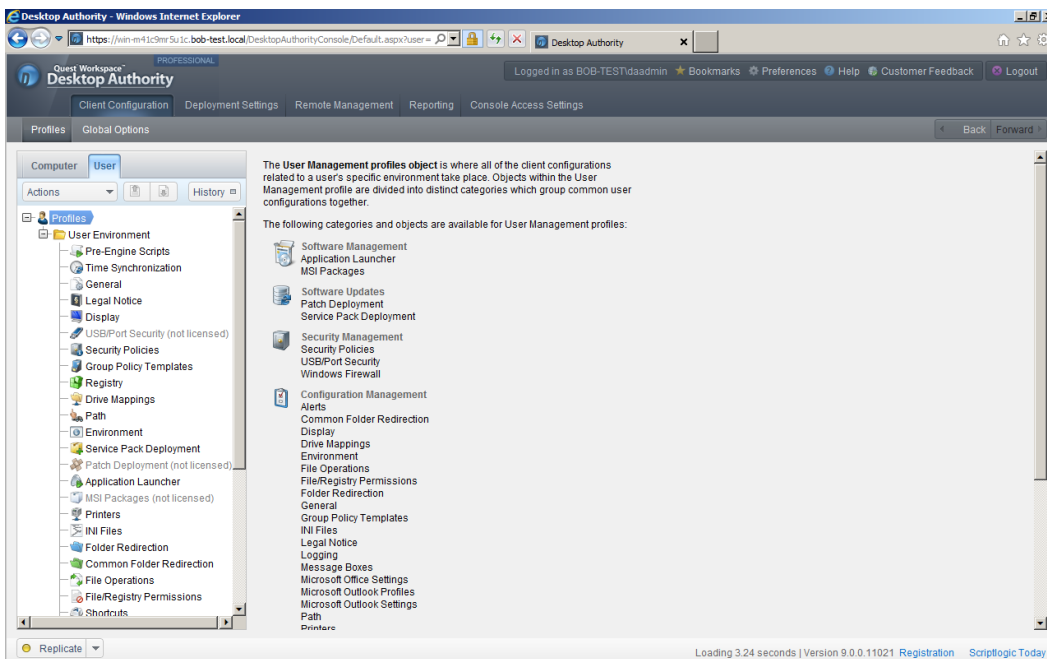 Desktop Authority - Windows Internet Explorer
https://win-m41c9mr5u1c.bob-test.local/DesktopAuthorityConsole/Default.aspx?user=
Desktop Authority
Quest Workspace™ PROFESSIONAL
Desktop Authority
Logged in as BOB-TEST\daadmin Bookmarks Preferences Help Customer Feedback Logout
Client Configuration Deployment Settings Remote Management Reporting Console Access Settings
Profiles Global Options Back Forward
Computer User
Actions History
Profiles
User Environment
Pre-Engine Scripts
Time Synchronization
General
Legal Notice
Display
USB/Port Security (not licensed)
Security Policies
Group Policy Templates
Registry
Drive Mappings
Path
Environment
Service Pack Deployment
Patch Deployment (not licensed)
Application Launcher
MSI Packages (not licensed)
Printers
INI Files
Folder Redirection
Common Folder Redirection
File Operations
File/Registry Permissions
Shortcuts
The User Management profiles object is where all of the client configurations
related to a user's specific environment take place. Objects within the User
Management profile are divided into distinct categories which group common user
configurations together.
The following categories and objects are available for User Management profiles:
Software Management
Application Launcher
MSI Packages
Software Updates
Patch Deployment
Service Pack Deployment
Security Management
Security Policies
USB/Port Security
Windows Firewall
Configuration Management
Alerts
Common Folder Redirection
Display
Drive Mappings
Environment
File Operations
File/Registry Permissions
Folder Redirection
General
Group Policy Templates
INI Files
Legal Notice
Logging
Message Boxes
Microsoft Office Settings
Microsoft Outlook Profiles
Microsoft Outlook Settings
Path
Printers
Replicate
Loading 3.24 seconds | Version 9.0.0.11021 Registration Scriptlogic Today